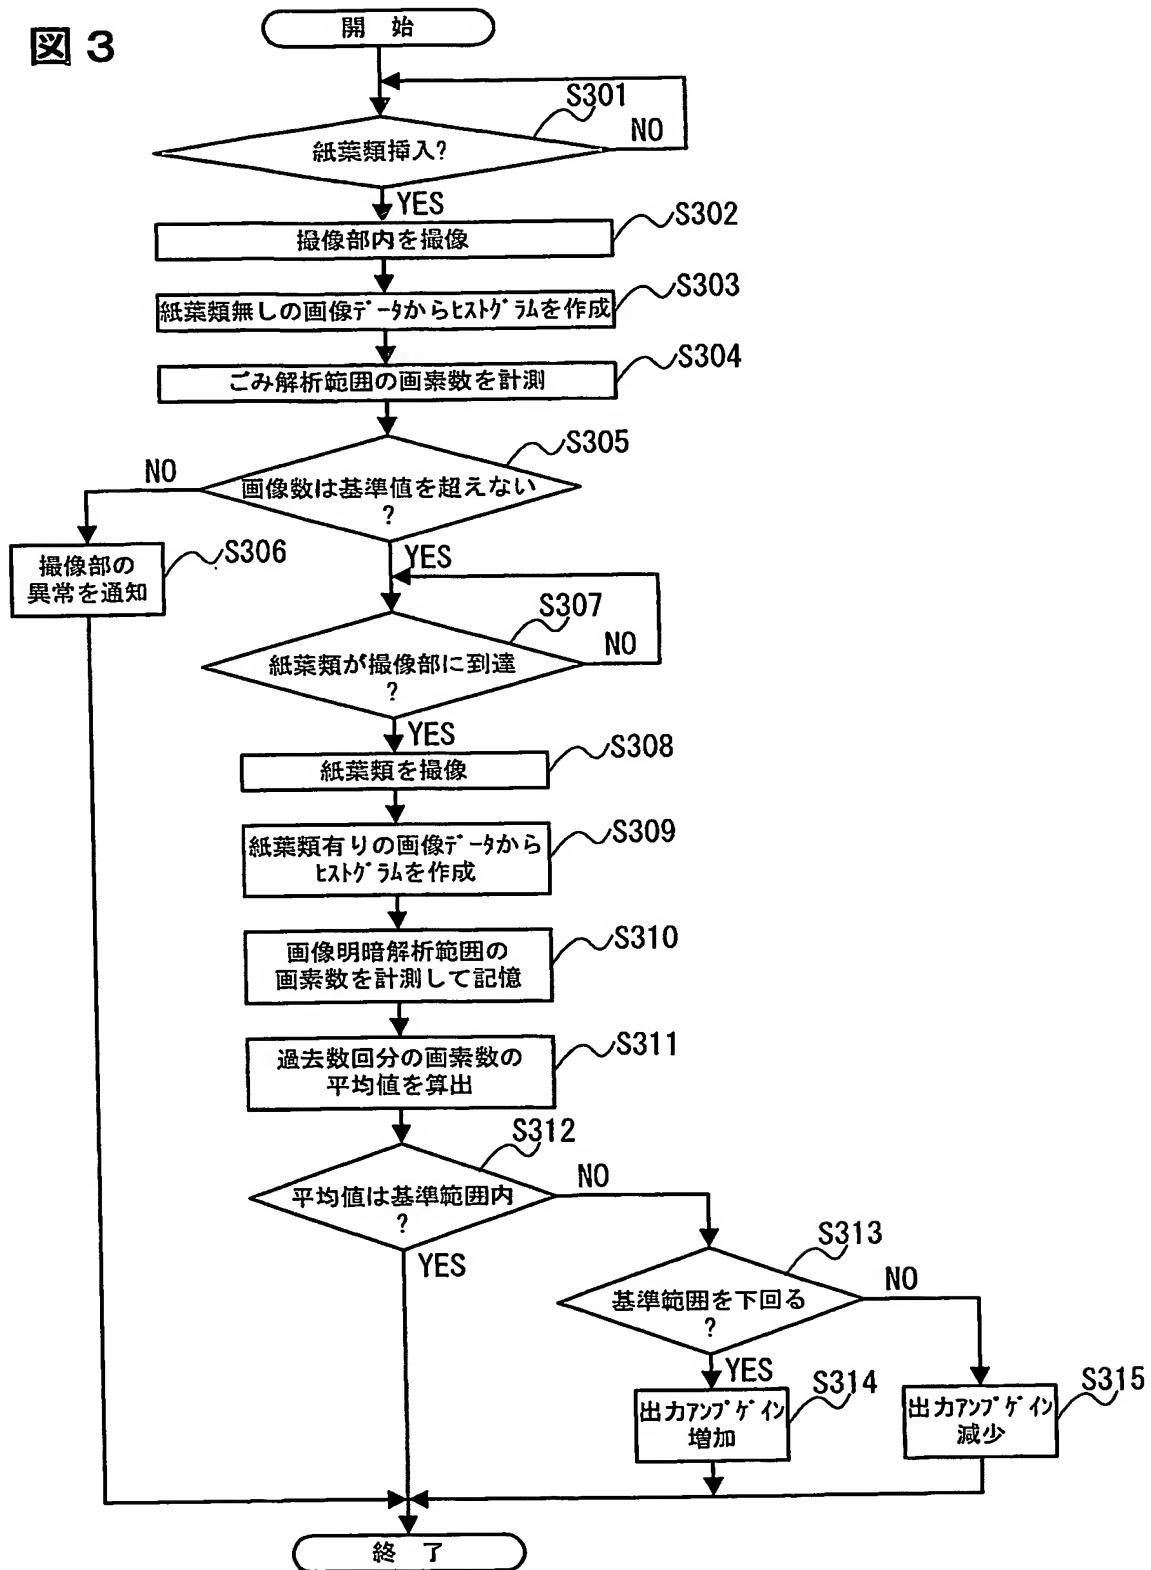 図3
開 始
S301
紙葉類挿入?
NO
YES
S302
撮像部内を撮像
S303
紙葉類無しの画像ﾃﾞｰﾀからﾋｽﾄｸﾞﾗﾑを作成
S304
ごみ解析範囲の画素数を計測
S305
NO
画像数は基準値を超えない
?
YES
S306
撮像部の
異常を通知
S307
NO
紙葉類が撮像部に到達
?
YES
S308
紙葉類を撮像
S309
紙葉類有りの画像ﾃﾞｰﾀから
ﾋｽﾄｸﾞﾗﾑを作成
S310
画像明暗解析範囲の
画素数を計測して記憶
S311
過去数回分の画素数の
平均値を算出
S312
NO
平均値は基準範囲内
?
YES
S313
NO
基準範囲を下回る
?
YES
S314
出力ｱﾝﾌﾟｹﾞｲﾝ
増加
S315
出力ｱﾝﾌﾟｹﾞｲﾝ
減少
終 了